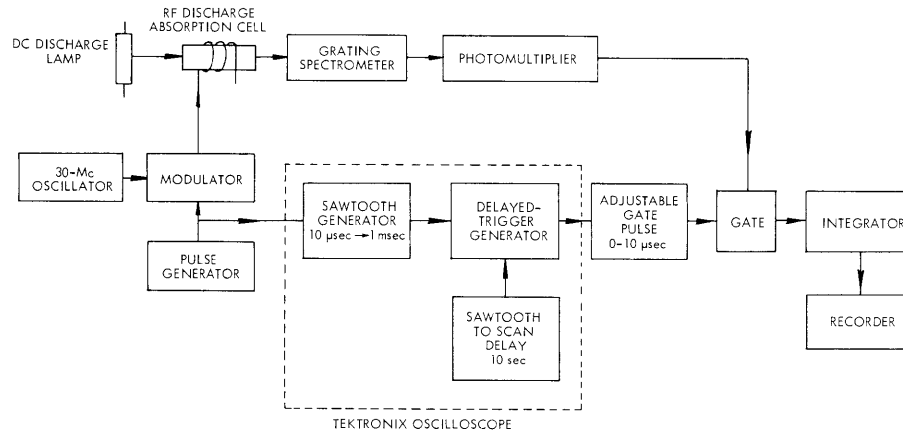 RF DISCHARGE
ABSORPTION CELL
DC DISCHARGE
LAMP
GRATING
SPECTROMETER
PHOTOMULTIPLIER
30-Mc
OSCILLATOR
MODULATOR
SAWTOOTH
GENERATOR
10 μsec → 1 msec
DELAYED-
TRIGGER
GENERATOR
ADJUSTABLE
GATE
PULSE
0-10 μsec
GATE
INTEGRATOR
PULSE
GENERATOR
SAWTOOTH
TO SCAN
DELAY
10 sec
RECORDER
TEKTRONIX OSCILLOSCOPE